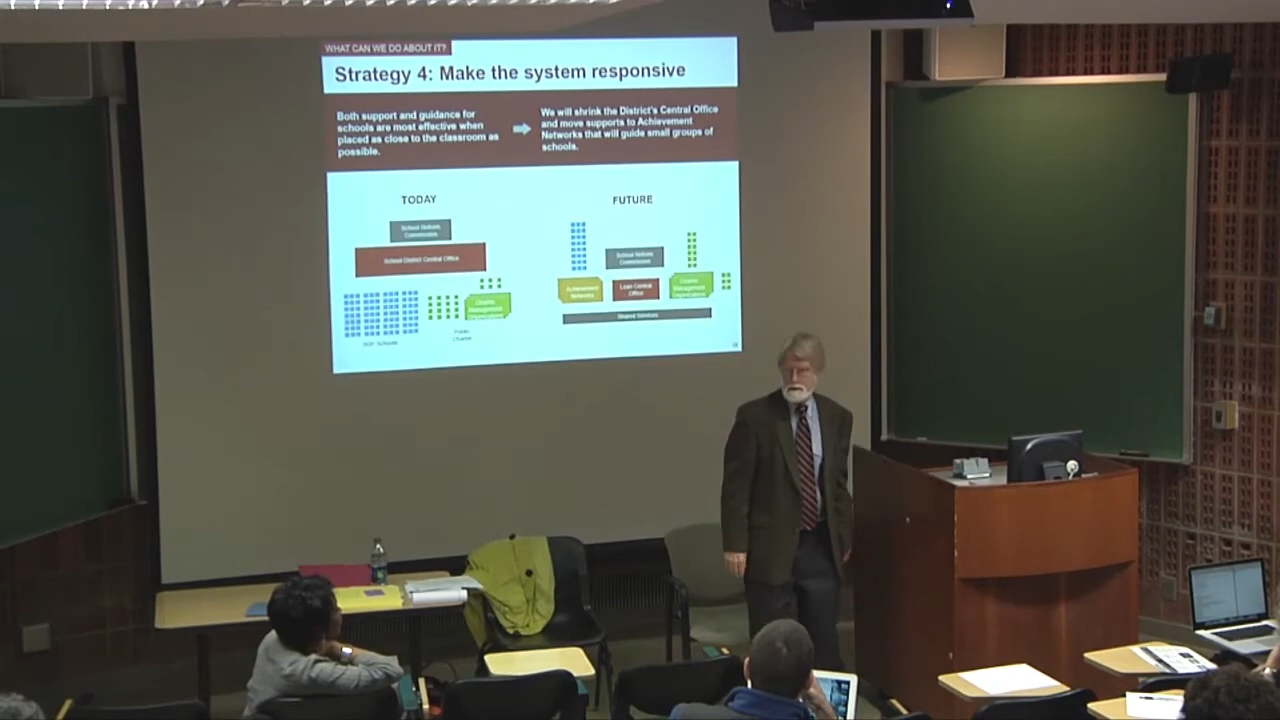 WHAT CAN WE DO ABOUT IT?
Strategy 4: Make the system responsive
Both support and guidance for
schools are most effective when
placed as close to the classroom as
possible.
We will shrink the District's Central Office
and move supports to Achievement
Networks that will guide small groups of
schools.
TODAY
FUTURE
School Reform
Commission
School District Central Office
Charter
Management
Organizations
School Reform
Commission
Achievement
Networks
Lean Central
Office
Charter
Management
Organizations
Shared Services
Public
Charter